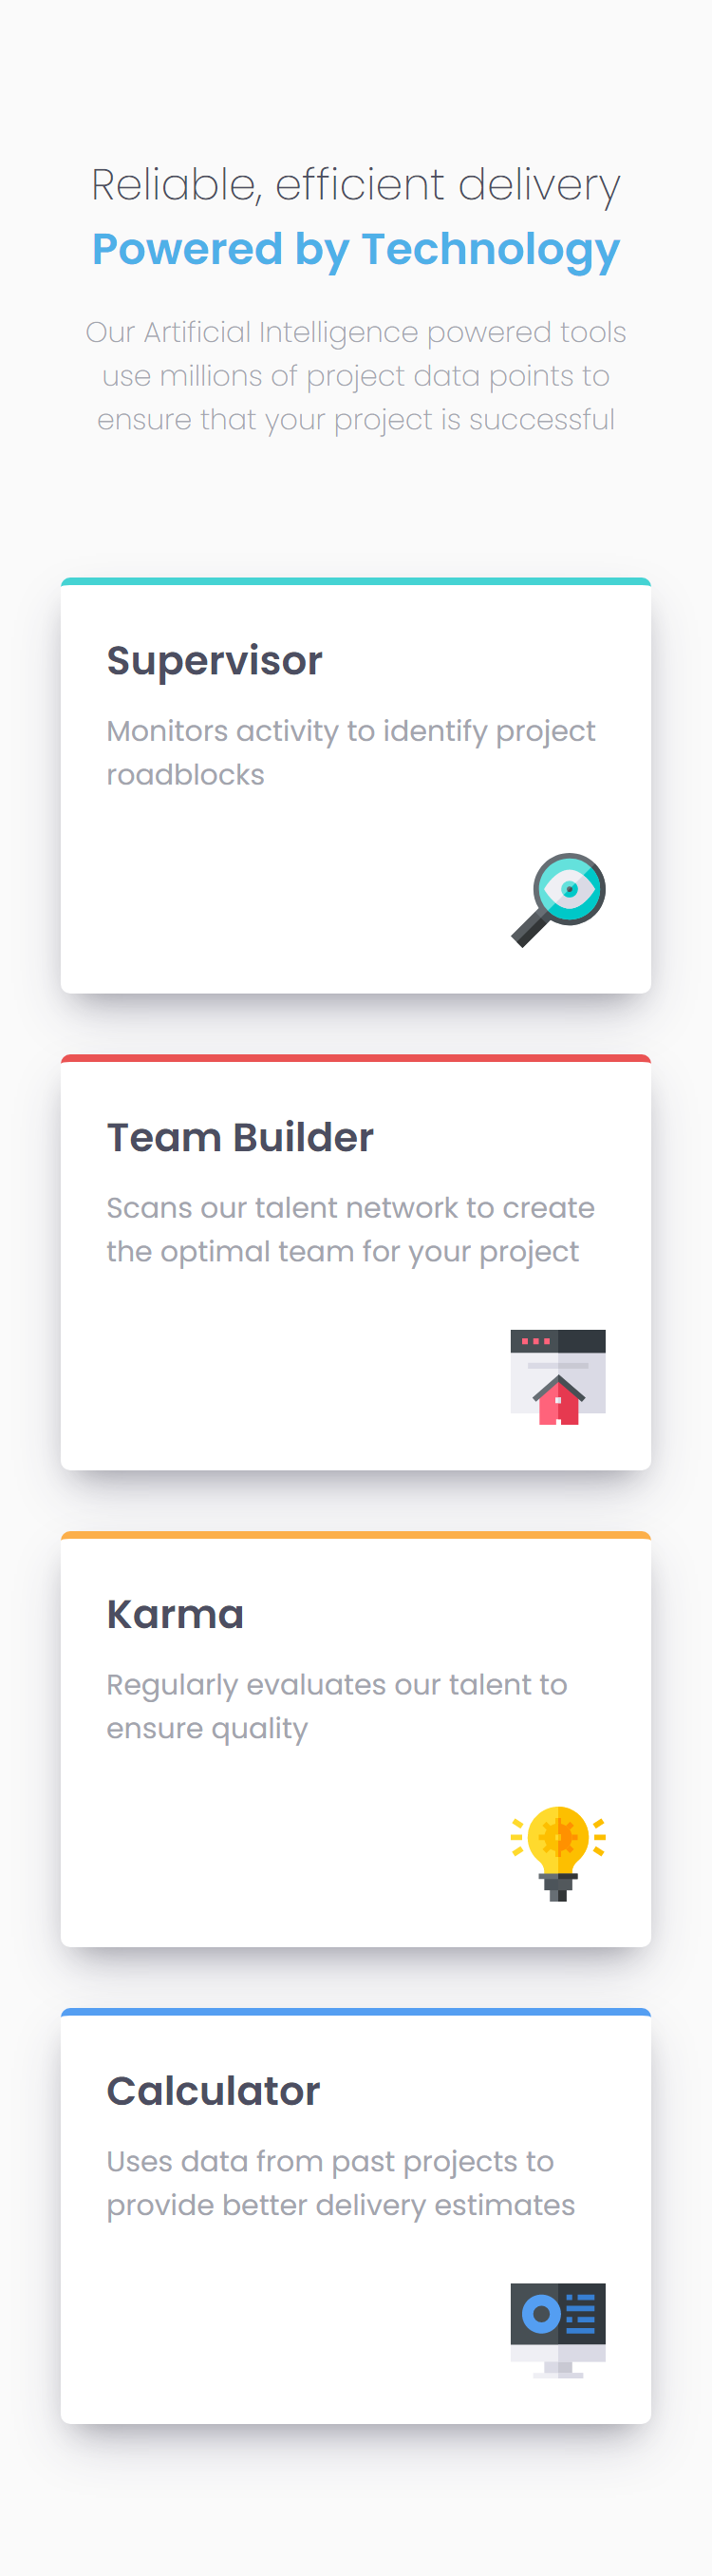 Reliable, efficient delivery
Powered by Technology
Our Artificial Intelligence powered tools
use millions of project data points to
ensure that your project is successful
Supervisor
Monitors activity to identify project
roadblocks
Team Builder
Scans our talent network to create
the optimal team for your project
Karma
Regularly evaluates our talent to
ensure quality
Calculator
Uses data from past projects to
provide better delivery estimates